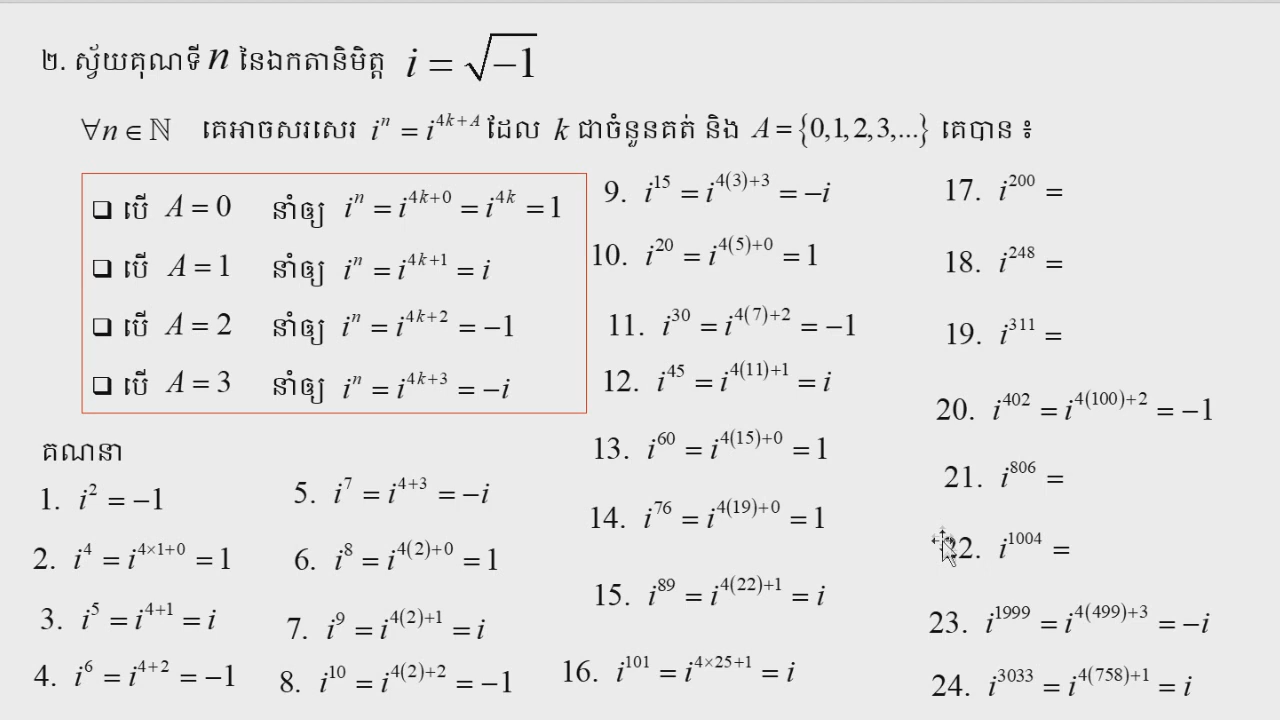 ២. ស្វ័យគុណទី n នៃឯកតានិមិត្ត i = √−1
∀n ∈ ℕ គេអាចសរសេរ iⁿ = i^(4k+A) ដែល k ជាចំនួនគត់ និង A = {0,1,2,3,...} គេបាន ៖
❑ បើ A = 0 នាំឲ្យ iⁿ = i^(4k+0) = i^(4k) = 1
❑ បើ A = 1 នាំឲ្យ iⁿ = i^(4k+1) = i
❑ បើ A = 2 នាំឲ្យ iⁿ = i^(4k+2) = −1
❑ បើ A = 3 នាំឲ្យ iⁿ = i^(4k+3) = −i
គណនា
1. i² = −1
2. i⁴ = i^(4×1+0) = 1
3. i⁵ = i^(4+1) = i
4. i⁶ = i^(4+2) = −1
5. i⁷ = i^(4+3) = −i
6. i⁸ = i^(4(2)+0) = 1
7. i⁹ = i^(4(2)+1) = i
8. i¹⁰ = i^(4(2)+2) = −1
9. i¹⁵ = i^(4(3)+3) = −i
10. i²⁰ = i^(4(5)+0) = 1
11. i³⁰ = i^(4(7)+2) = −1
12. i⁴⁵ = i^(4(11)+1) = i
13. i⁶⁰ = i^(4(15)+0) = 1
14. i⁷⁶ = i^(4(19)+0) = 1
15. i⁸⁹ = i^(4(22)+1) = i
16. i¹⁰¹ = i^(4×25+1) = i
17. i²⁰⁰ =
18. i²⁴⁸ =
19. i³¹¹ =
20. i⁴⁰² = i^(4(100)+2) = −1
21. i⁸⁰⁶ =
22. i¹⁰⁰⁴ =
23. i¹⁹⁹⁹ = i^(4(499)+3) = −i
24. i³⁰³³ = i^(4(758)+1) = i